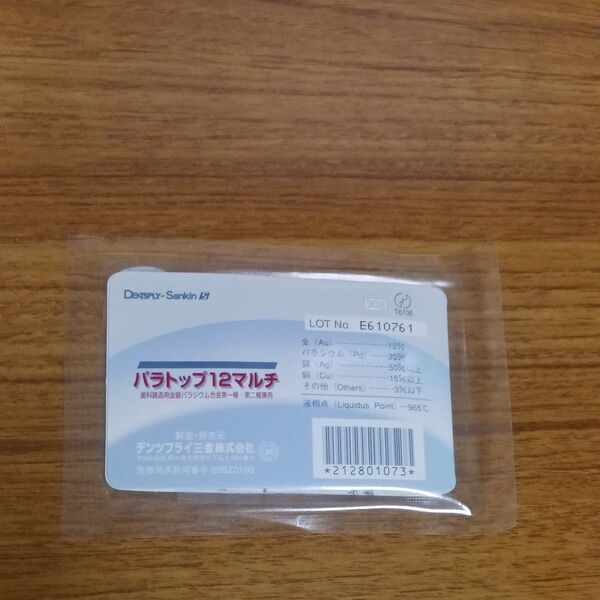 DENTSPLY-Sankin
30g
T6106
LOT No. E610761
金 (Au) ………………12%
パラジウム (Pd) ……20%
銀 (Ag) ………………50%以上
銅 (Cu) ………………15%以上
その他 (Others) ……3%以下
液相点 (Liquidus Point) …965℃
パラトップ12マルチ
歯科鋳造用金銀パラジウム合金第一種・第二種兼用
製造・発売元
デンツプライ三金株式会社
医療用具許可番号 09BZ0100
*212801073*